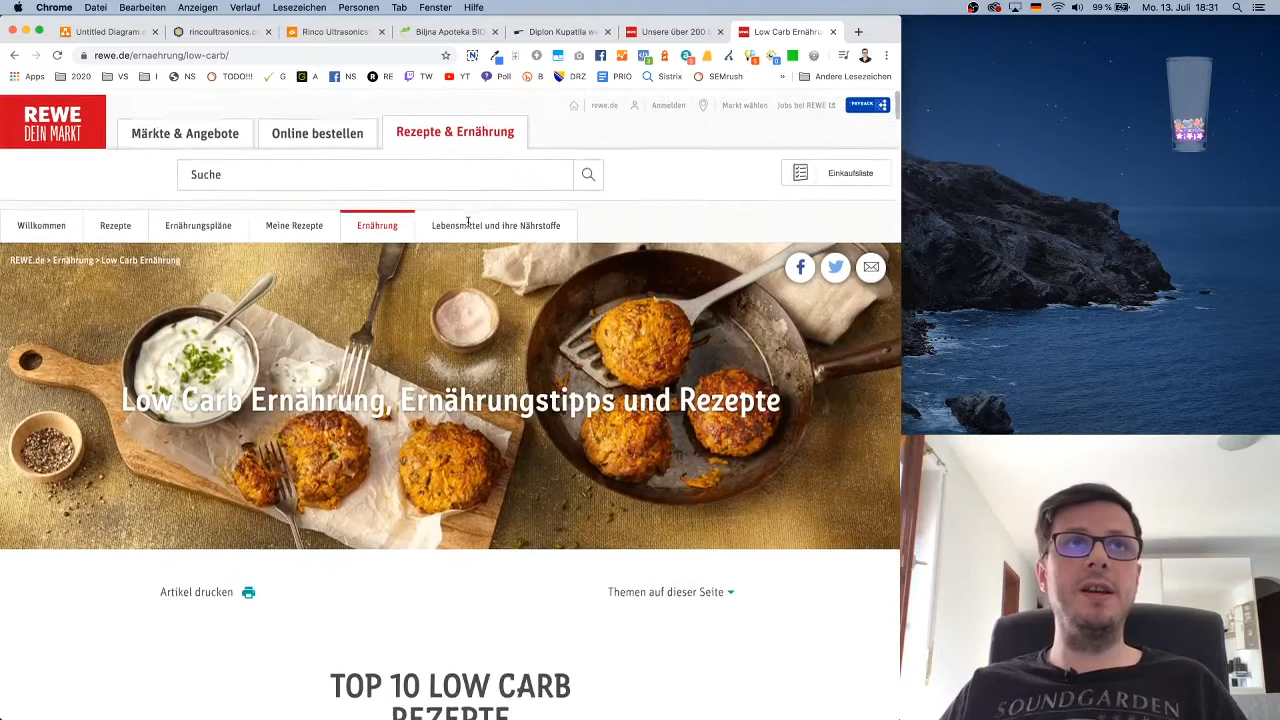 Chrome Datei Bearbeiten Anzeigen Verlauf Lesezeichen Personen Tab Fenster Hilfe 99 % Mo. 13. Juli 18:31
Untitled Diagram. rincoultrasonics.c Rinco Ultrasonics Biljna Apoteka BIO Diplon Kupatila w Unsere über 200 Low Carb Ernähru
rewe.de/ernaehrung/low-carb/
Apps 2020 VS I NS TODO!!! G A NS RE TW YT Poll B DRZ PRIO Sistrix SEMrush » Andere Lesezeichen
REWE
DEIN MARKT
rewe.de Anmelden Markt wählen Jobs bei REWE PAYBACK
Märkte & Angebote Online bestellen Rezepte & Ernährung
Suche
Einkaufsliste
Willkommen Rezepte Ernährungspläne Meine Rezepte Ernährung Lebensmittel und ihre Nährstoffe
REWE.de > Ernährung > Low Carb Ernährung
Low Carb Ernährung, Ernährungstipps und Rezepte
Artikel drucken Themen auf dieser Seite
TOP 10 LOW CARB
REZEPTE
SOUNDGARDEN